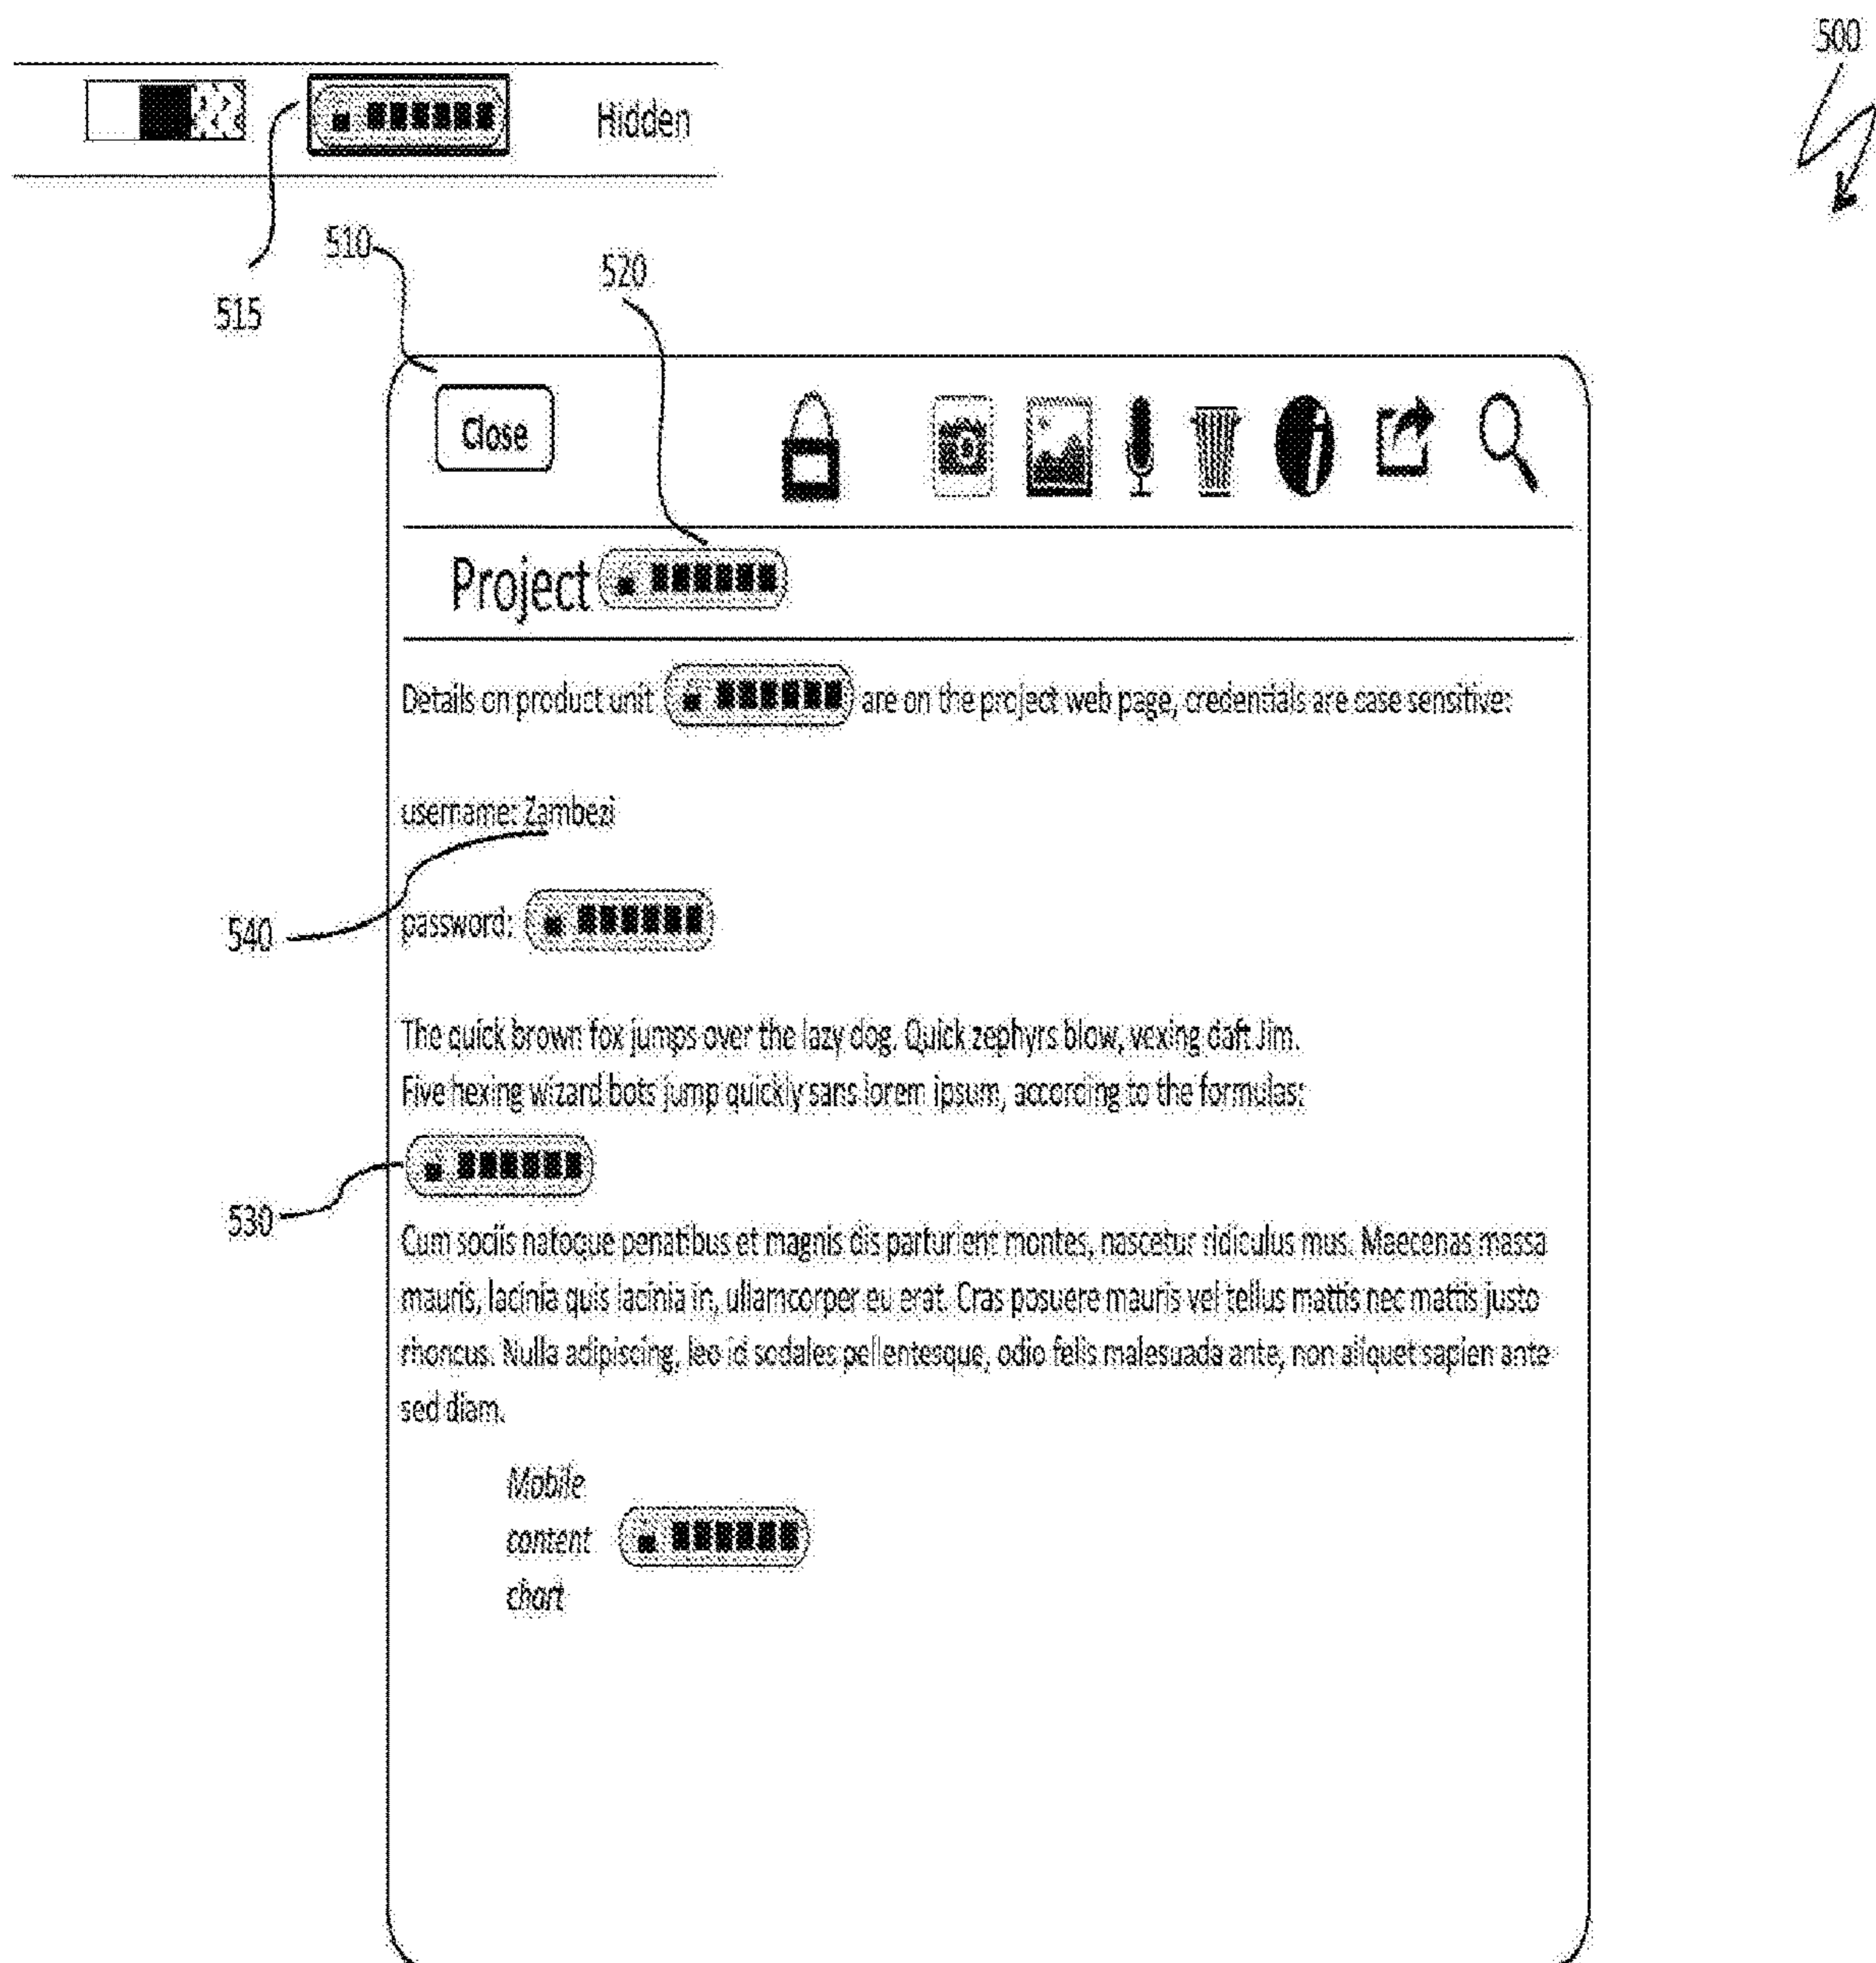 500
Hidden
510
520
515
Close
Project
Details on product unit are on the project web page, credentials are case sensitive:
username: Zambezi
password:
540
The quick brown fox jumps over the lazy dog. Quick zephyrs blow, vexing daft Jim.
Five hexing wizard bots jump quickly sans lorem ipsum, according to the formulas:
530
Cum sociis natoque penatibus et magnis dis parturient montes, nascetur ridiculus mus. Maecenas massa
mauris, lacinia quis lacinia in, ullamcorper eu erat. Cras posuere mauris vel tellus mattis nec mattis justo
rhoncus. Nulla adipiscing, leo id sodales pellentesque, odio felis malesuada ante, non aliquet sapien ante
sed diam.
Mobile
content
chart